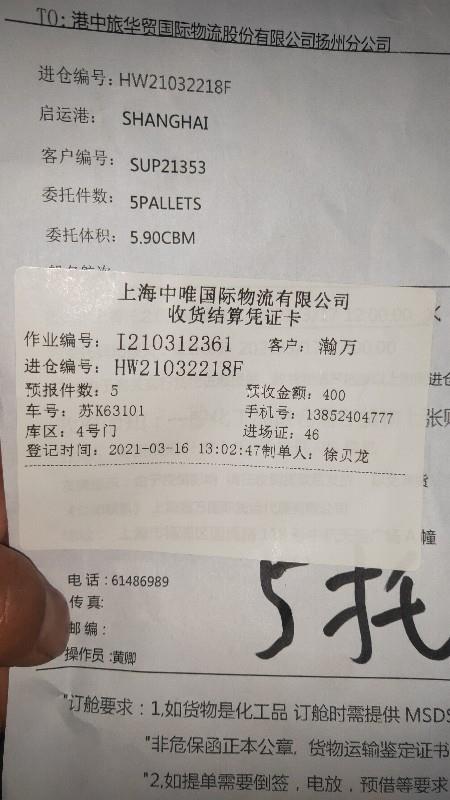 TO: 港中旅华贸国际物流股份有限公司扬州分公司
进仓编号: HW21032218F
启运港: SHANGHAI
客户编号: SUP21353
委托件数: 5PALLETS
委托体积: 5.90CBM
上海中唯国际物流有限公司
收货结算凭证卡
作业编号: I210312361 客户: 瀚万
进仓编号: HW21032218F
预报件数: 5 预收金额: 400
车号: 苏K63101 手机号: 13852404777
库区: 4号门 进场证: 46
登记时间: 2021-03-16 13:02:47制单人: 徐贝龙
幢
电话: 61486989
传真:
邮编:
操作员: 黄卿
5托
"订舱要求: 1,如货物是化工品 订舱时需提供 MSDS
"非危保函正本公章, 货物运输鉴定证书
"2,如提单需要倒签, 电放, 预借等要求